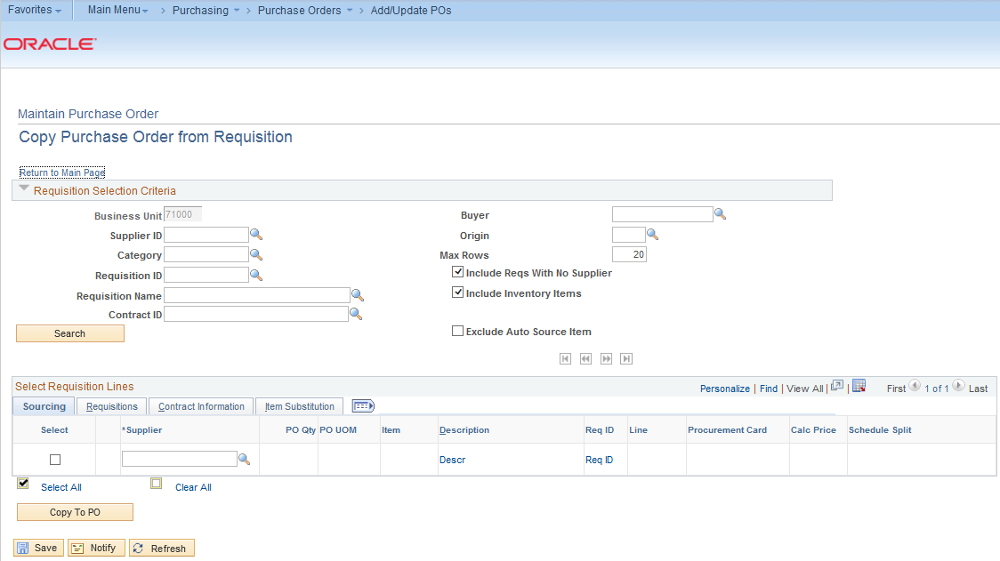 Favorites Main Menu > Purchasing > Purchase Orders > Add/Update POs
ORACLE
Maintain Purchase Order
Copy Purchase Order from Requisition
Return to Main Page
Requisition Selection Criteria
Business Unit 71000 Buyer
Supplier ID Origin
Category Max Rows 20
Requisition ID Include Reqs With No Supplier
Requisition Name Include Inventory Items
Contract ID
Search Exclude Auto Source Item
Select Requisition Lines Personalize | Find | View All | | First 1 of 1 Last
Sourcing Requisitions Contract Information Item Substitution
Select *Supplier PO Qty PO UOM Item Description Req ID Line Procurement Card Calc Price Schedule Split
Descr Req ID
Select All Clear All
Copy To PO
Save Notify Refresh